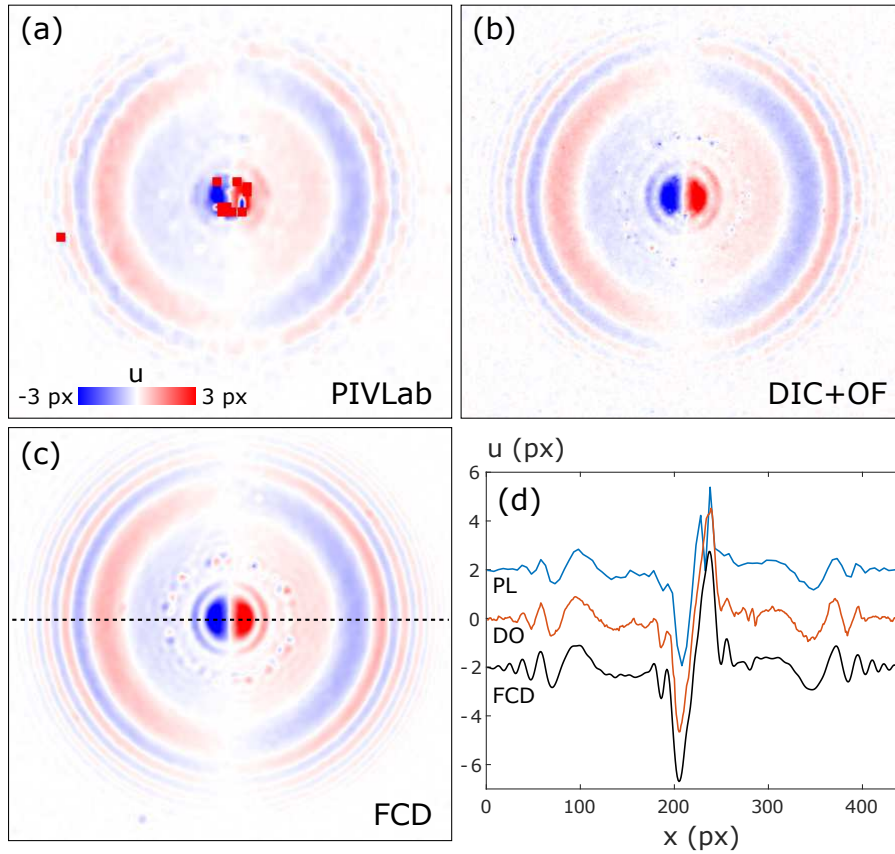 (a)
u
-3 px 3 px
PIVLab
(b)
DIC+OF
(c)
FCD
u (px)
(d)
6
4
2
0
-2
-4
-6
PL
DO
FCD
0 100 200 300 400
x (px)